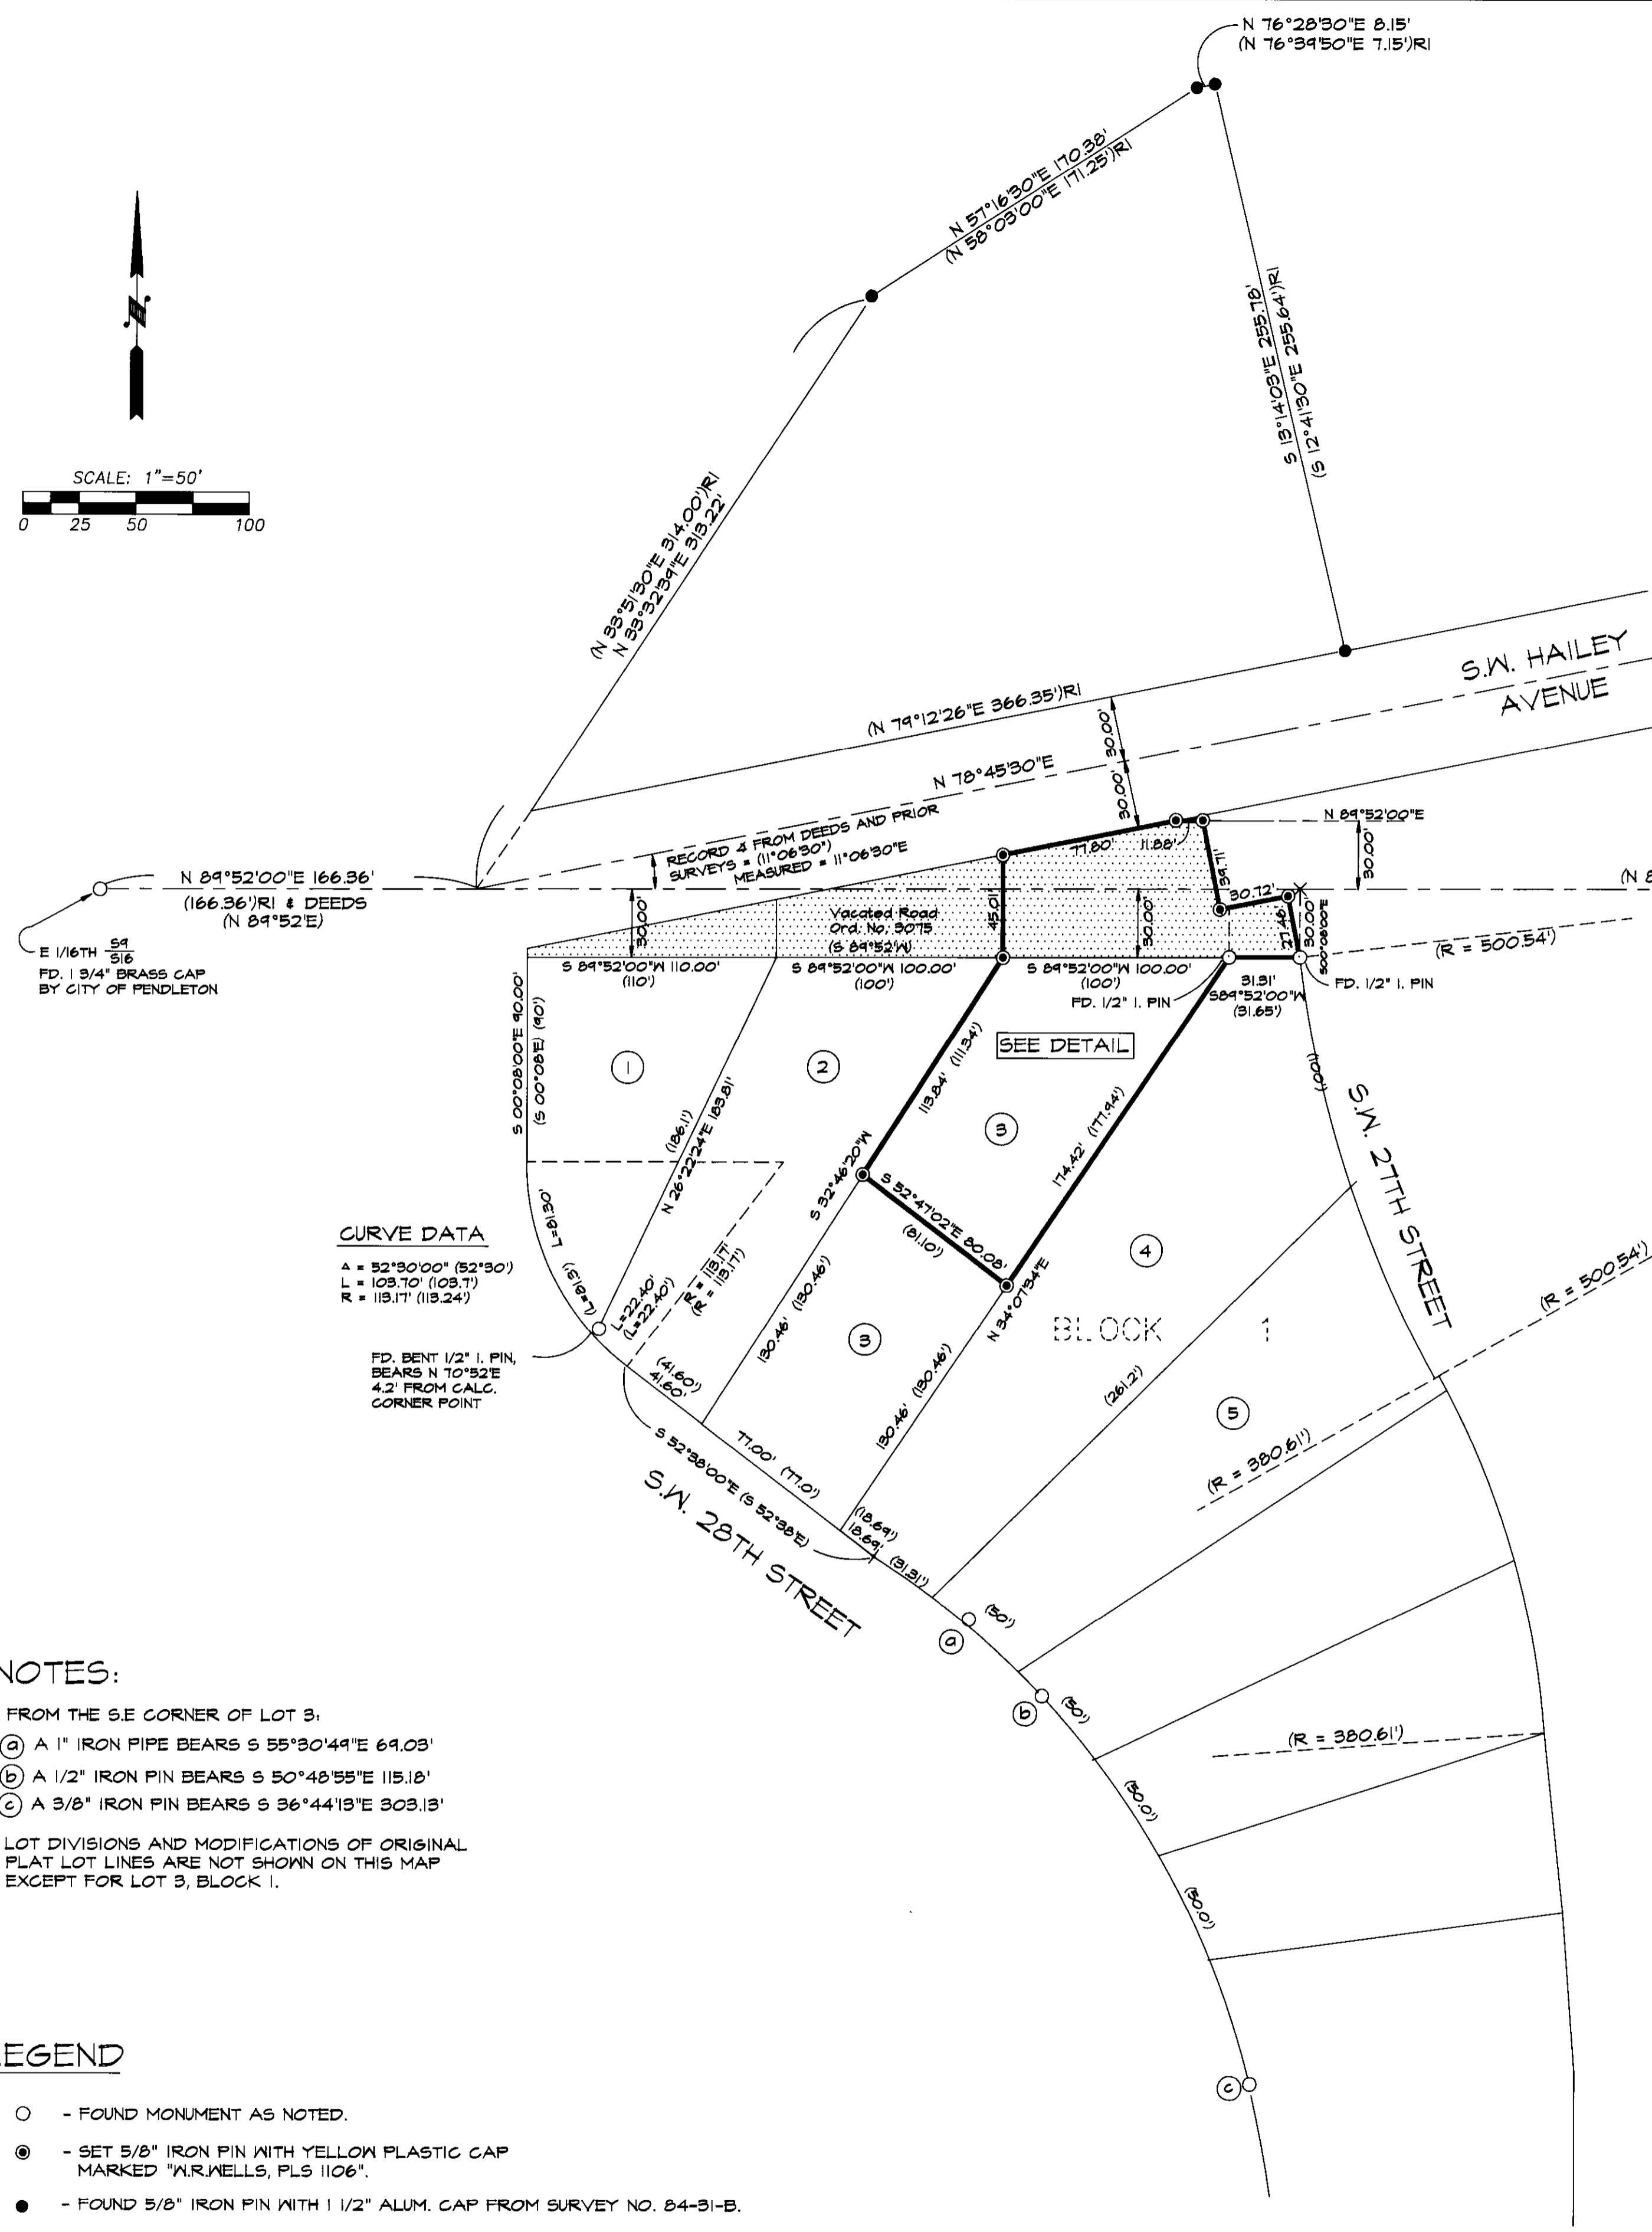 N 76°28'30"E 8.15'
(N 76°39'50"E 7.15')R1
N 57°16'30"E 170.38'
(N 58°03'00"E 171.25')R1
S 13°14'03"E 255.78'
(S 12°41'30"E 255.64')R1
N
SCALE: 1"=50'
0 25 50 100
(N 33°51'30"E 314.00')R1
N 33°32'39"E 313.22'
S.W. HAILEY
AVENUE
(N 79°12'26"E 366.35')R1
30.00'
30.00'
N 78°45'30"E
RECORD ∡ FROM DEEDS AND PRIOR
SURVEYS = (11°06'30")
MEASURED = 11°06'30"E
77.80'
11.88'
N 89°52'00"E
30.00'
N 89°52'00"E 166.36'
(166.36')R1 & DEEDS
(N 89°52'E)
E 1/16TH S9
S16
FD. 1 3/4" BRASS CAP
BY CITY OF PENDLETON
30.00'
Vacated Road
Ord. No. 3075
(S 89°52'W)
45.01'
30.00'
39.71'
30.72'
27.46'
30.00'
S00°08'00"E
(N 8
(R = 500.54')
S 89°52'00"W 110.00'
(110')
S 89°52'00"W 100.00'
(100')
S 89°52'00"W 100.00'
(100')
FD. 1/2" I. PIN
31.31'
S89°52'00"W
(31.65')
FD. 1/2" I. PIN
S 00°08'00"E 90.00'
(S 00°08'E) (90')
1
2
SEE DETAIL
3
113.84' (111.34')
174.42' (177.94')
(100')
S.W. 27TH STREET
(186.1')
N 26°22'24"E 183.81'
S 32°46'20"W
S 52°47'02"E 80.08'
(81.10')
N 34°07'34"E
L=81.30'
(L=81.3')
CURVE DATA
Δ = 52°30'00" (52°30')
L = 103.70' (103.7')
R = 113.17' (113.24')
L=22.40'
(L=22.40')
R = 113.17'
(R = 113.17')
130.46' (130.46')
3
4
BLOCK 1
(R = 500.54')
FD. BENT 1/2" I. PIN,
BEARS N 70°52'E
4.2' FROM CALC.
CORNER POINT
(41.60')
41.60'
130.46' (130.46')
(261.2')
5
(R = 380.61')
77.00' (77.0')
S 52°38'00"E (S 52°38'E)
S.W. 28TH STREET
(18.69')
18.69'
(31.31')
(50')
a
b
(50')
(R = 380.61')
(50.0')
(50.0')
c
NOTES:
FROM THE S.E CORNER OF LOT 3:
a A 1" IRON PIPE BEARS S 55°30'49"E 69.03'
b A 1/2" IRON PIN BEARS S 50°48'55"E 115.18'
c A 3/8" IRON PIN BEARS S 36°44'13"E 303.13'
LOT DIVISIONS AND MODIFICATIONS OF ORIGINAL
PLAT LOT LINES ARE NOT SHOWN ON THIS MAP
EXCEPT FOR LOT 3, BLOCK 1.
EGEND
- FOUND MONUMENT AS NOTED.
- SET 5/8" IRON PIN WITH YELLOW PLASTIC CAP
MARKED "W.R.WELLS, PLS 1106".
- FOUND 5/8" IRON PIN WITH 1 1/2" ALUM. CAP FROM SURVEY NO. 84-31-B.